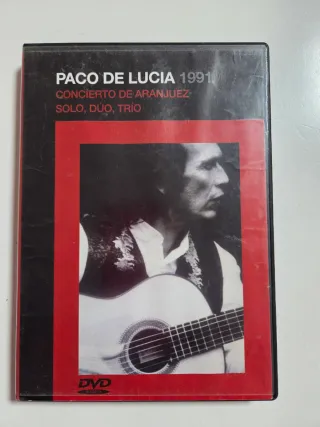 PACO DE LUCIA 1991
CONCIERTO DE ARANJUEZ
SOLO, DUO, TRIO
DVD